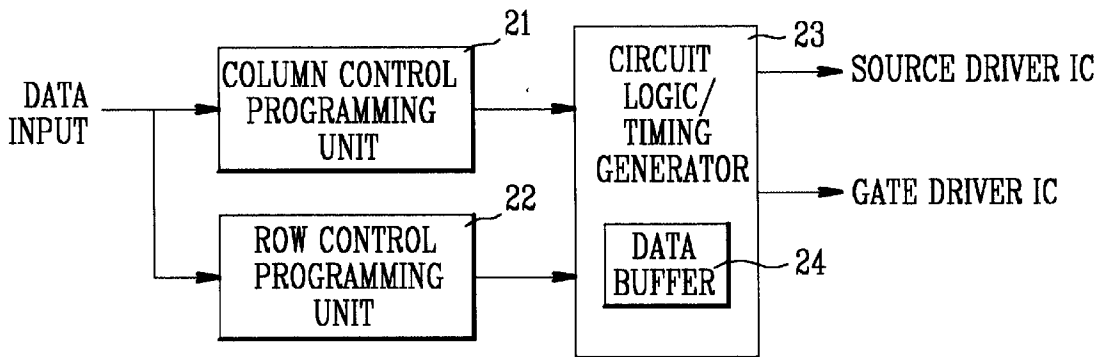 DATA
INPUT
21
COLUMN CONTROL
PROGRAMMING
UNIT
22
ROW CONTROL
PROGRAMMING
UNIT
23
CIRCUIT
LOGIC/
TIMING
GENERATOR
DATA
BUFFER
24
SOURCE DRIVER IC
GATE DRIVER IC